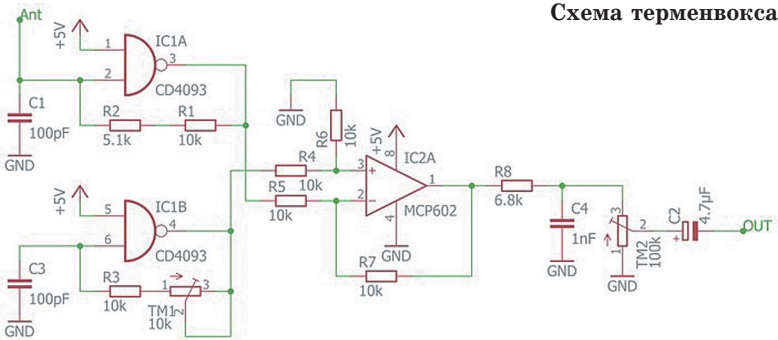 Схема терменвокса
Ant
+5V
IC1A
1
2
3
CD4093
C1
100pF
GND
R2
5.1k
R1
10k
+5V
IC1B
5
6
4
CD4093
C3
100pF
GND
R3
10k
1
3
TM1
10k
2
GND
R6
10k
R4
10k
R5
10k
+5V
8
IC2A
3
+
2
−
1
MCP602
4
GND
R7
10k
R8
6.8k
C4
1nF
GND
3
2
1
TM2
100k
GND
C2
+
4.7µF
OUT